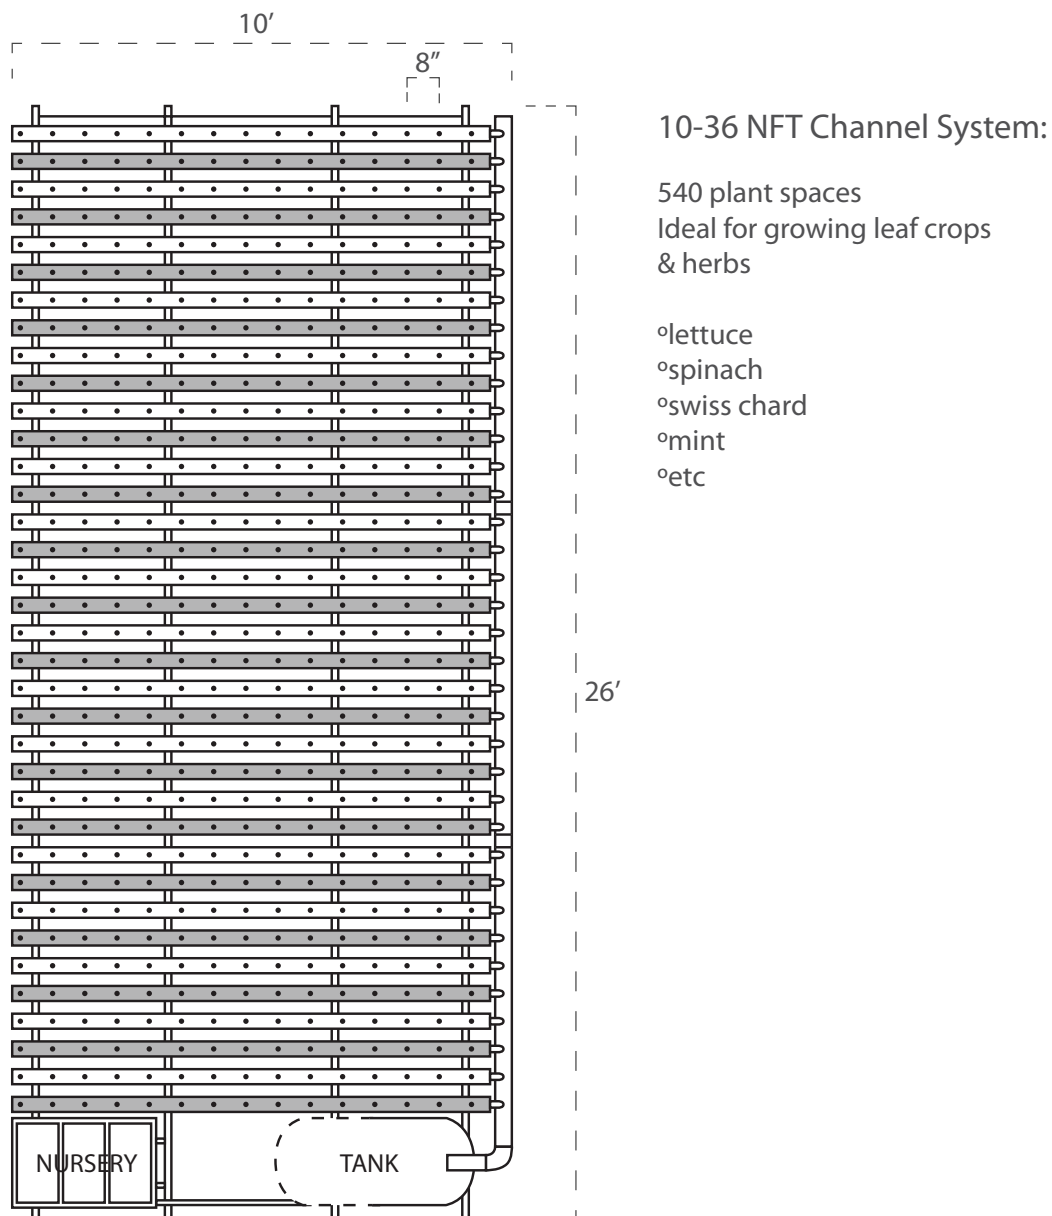 10’
8”
10-36 NFT Channel System:
540 plant spaces
Ideal for growing leaf crops
& herbs
ºlettuce
ºspinach
ºswiss chard
ºmint
ºetc
26’
NURSERY
TANK